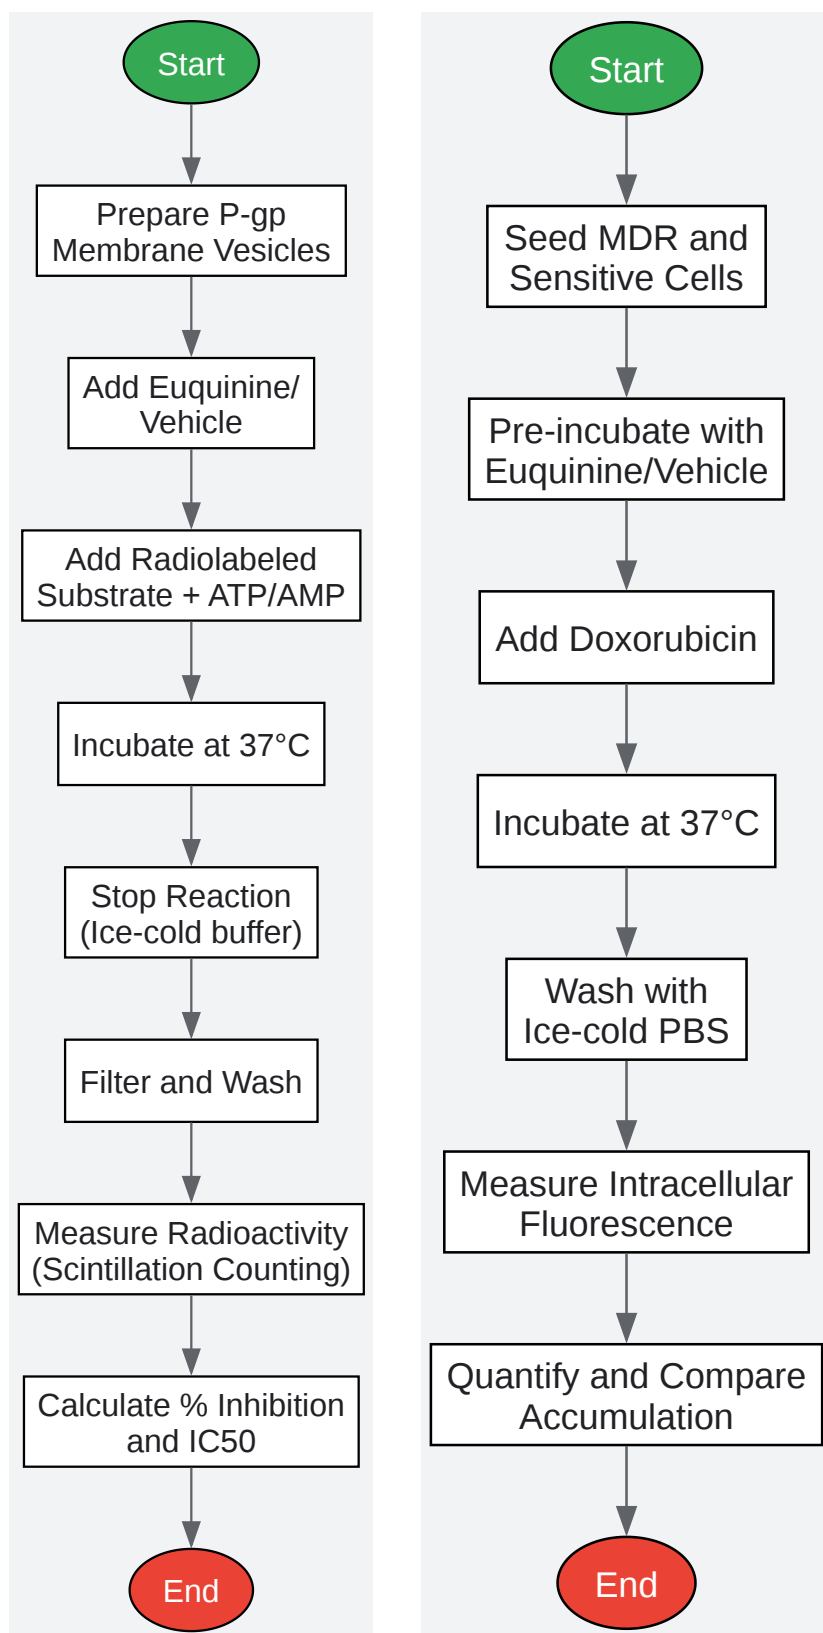 Start
Prepare P-gp
Membrane Vesicles
Add Euquinine/
Vehicle
Add Radiolabeled
Substrate + ATP/AMP
Incubate at 37°C
Stop Reaction
(Ice-cold buffer)
Filter and Wash
Measure Radioactivity
(Scintillation Counting)
Calculate % Inhibition
and IC50
End
Start
Seed MDR and
Sensitive Cells
Pre-incubate with
Euquinine/Vehicle
Add Doxorubicin
Incubate at 37°C
Wash with
Ice-cold PBS
Measure Intracellular
Fluorescence
Quantify and Compare
Accumulation
End